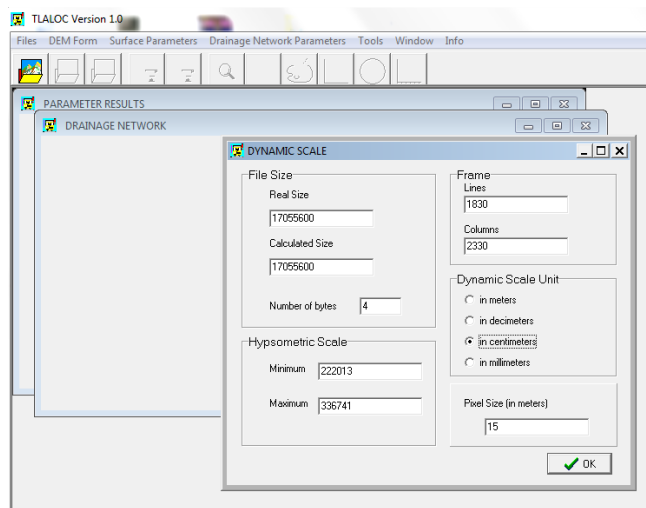 TLALOC Version 1.0
Files DEM Form Surface Parameters Drainage Network Parameters Tools Window Info
PARAMETER RESULTS
DRAINAGE NETWORK
DYNAMIC SCALE
File Size
Real Size
17055600
Calculated Size
17055600
Number of bytes 4
Hypsometric Scale
Minimum 222013
Maximum 336741
Frame
Lines
1830
Columns
2330
Dynamic Scale Unit
in meters
in decimeters
in centimeters
in millimeters
Pixel Size (in meters)
15
OK